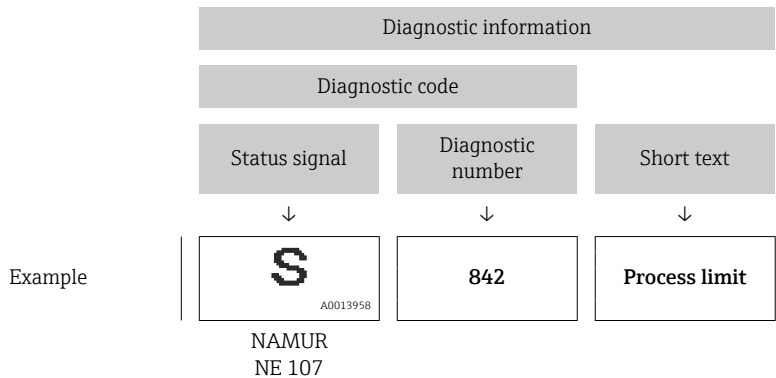 Diagnostic information
Diagnostic code
Status signal
Diagnostic
number
Short text
↓ ↓ ↓
Example
S
A0013958
842
Process limit
NAMUR
NE 107